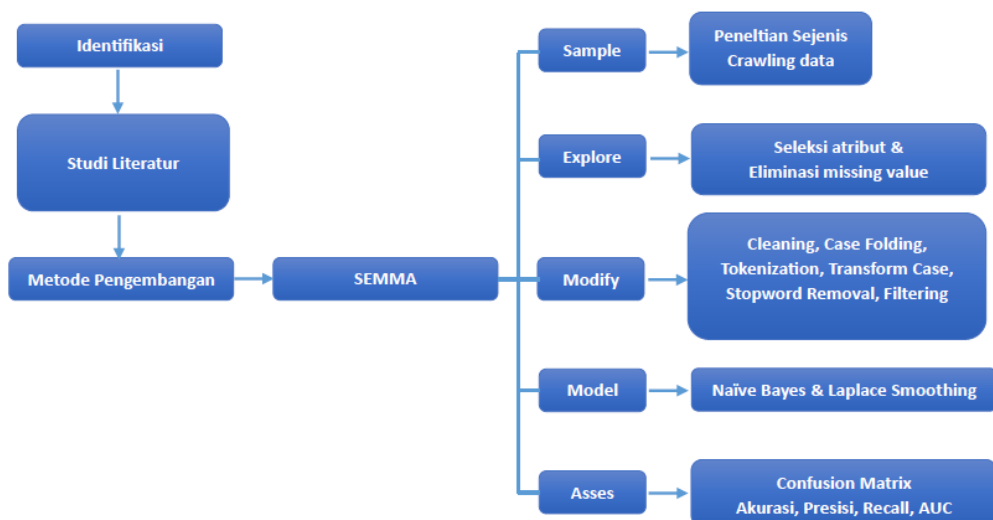 Identifikasi
Studi Literatur
Metode Pengembangan
SEMMA
Sample
Peneltian Sejenis
Crawling data
Explore
Seleksi atribut &
Eliminasi missing value
Modify
Cleaning, Case Folding,
Tokenization, Transform Case,
Stopword Removal, Filtering
Model
Naïve Bayes & Laplace Smoothing
Asses
Confusion Matrix
Akurasi, Presisi, Recall, AUC